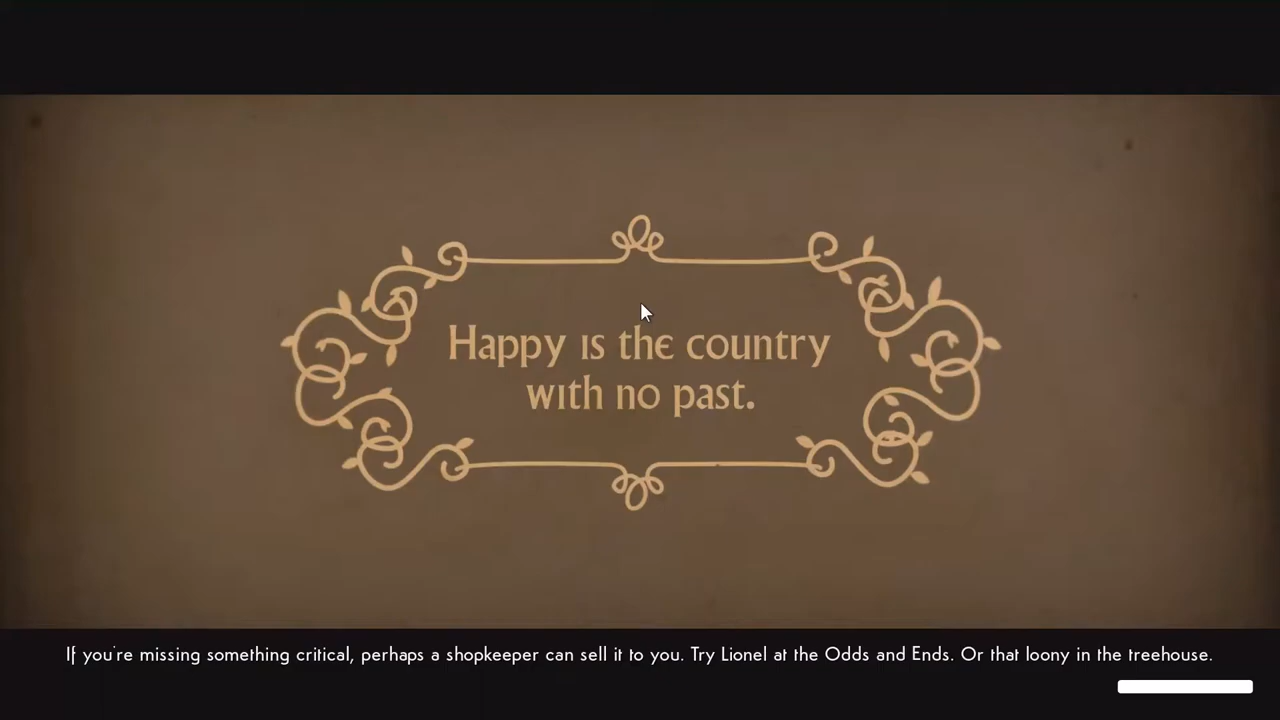 Happy is the country
with no past.
If you're missing something critical, perhaps a shopkeeper can sell it to you. Try Lionel at the Odds and Ends. Or that loony in the treehouse.